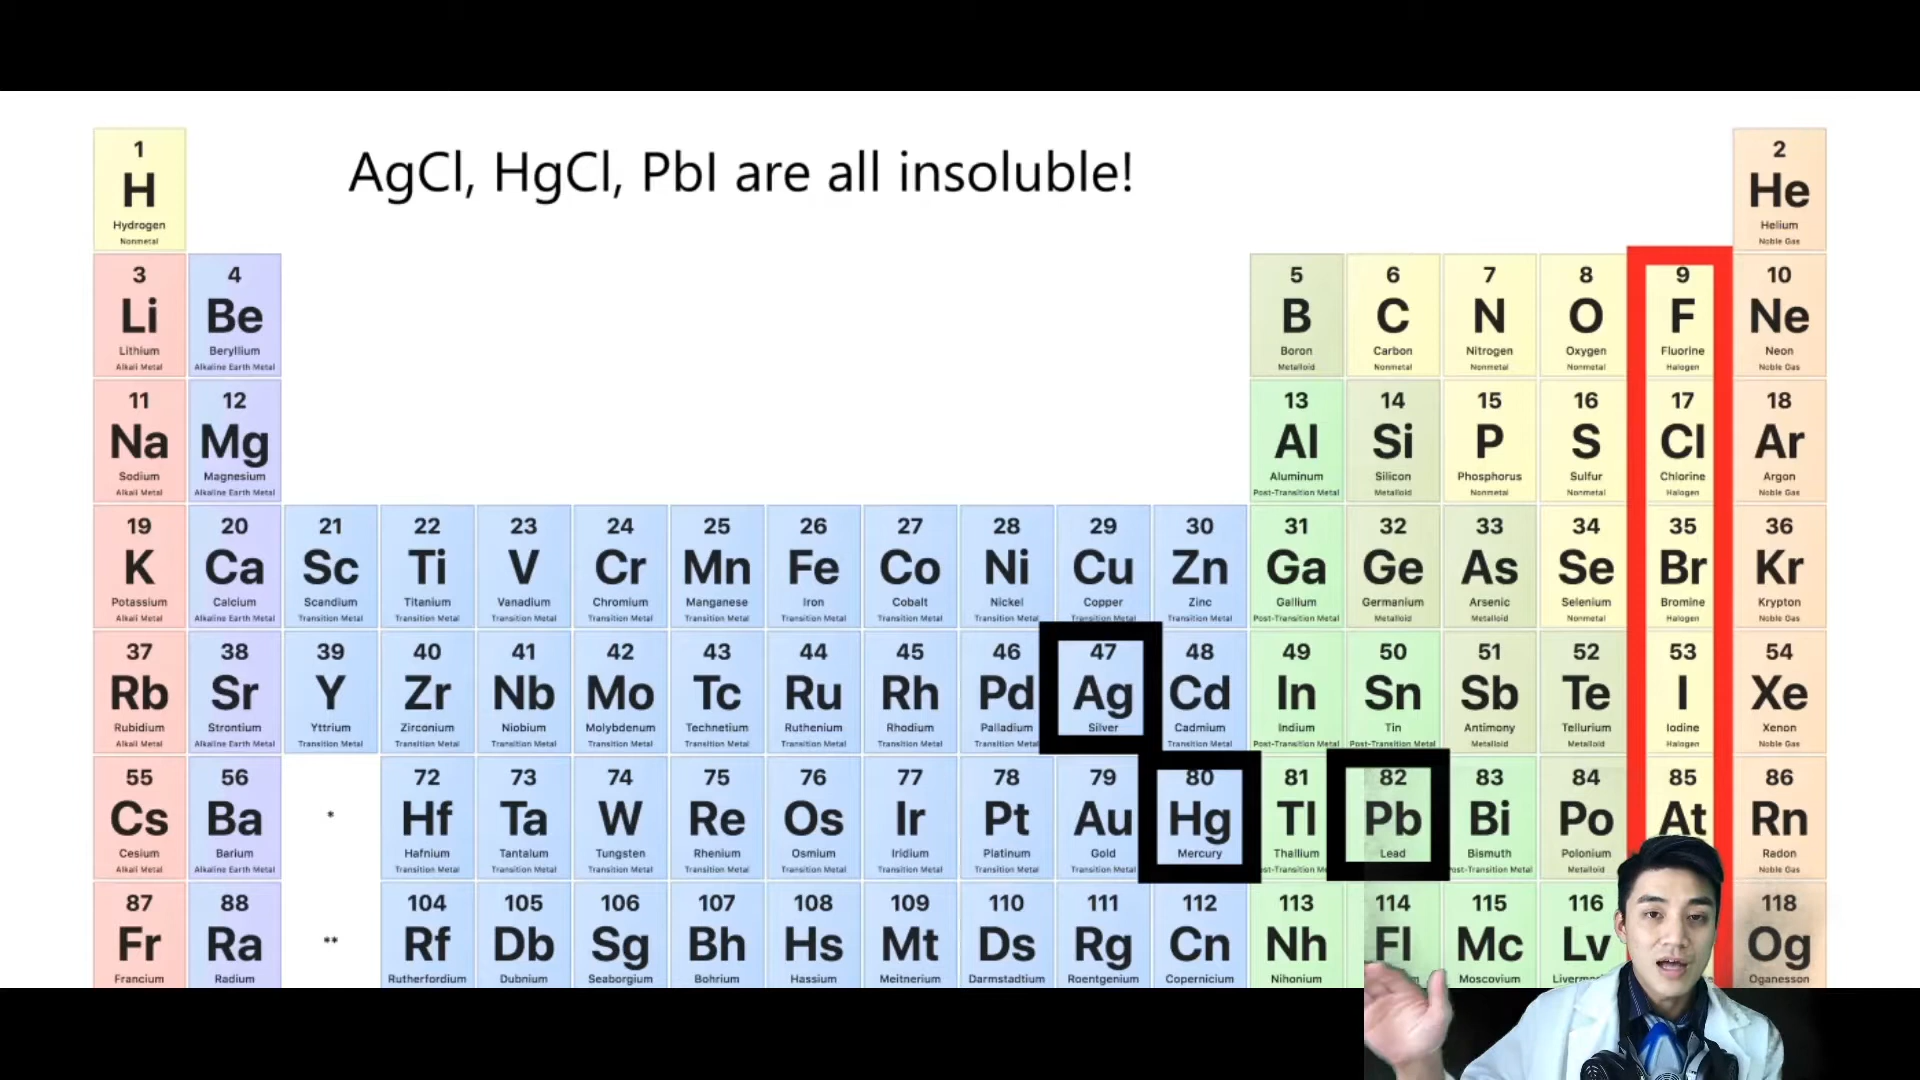 AgCl, HgCl, PbI are all insoluble!
1 2
H He
Hydrogen Helium
Nonmetal Noble Gas
3 4 5 6 7 8 9 10
Li Be B C N O F Ne
Lithium Beryllium Boron Carbon Nitrogen Oxygen Fluorine Neon
Alkali Metal Alkaline Earth Metal Metalloid Nonmetal Nonmetal Nonmetal Halogen Noble Gas
11 12 13 14 15 16 17 18
Na Mg Al Si P S Cl Ar
Sodium Magnesium Aluminum Silicon Phosphorus Sulfur Chlorine Argon
Alkali Metal Alkaline Earth Metal Post-Transition Metal Metalloid Nonmetal Nonmetal Halogen Noble Gas
19 20 21 22 23 24 25 26 27 28 29 30 31 32 33 34 35 36
K Ca Sc Ti V Cr Mn Fe Co Ni Cu Zn Ga Ge As Se Br Kr
Potassium Calcium Scandium Titanium Vanadium Chromium Manganese Iron Cobalt Nickel Copper Zinc Gallium Germanium Arsenic Selenium Bromine Krypton
Alkali Metal Alkaline Earth Metal Transition Metal Transition Metal Transition Metal Transition Metal Transition Metal Transition Metal Transition Metal Transition Metal Transition Metal Transition Metal Post-Transition Metal Metalloid Metalloid Nonmetal Halogen Noble Gas
37 38 39 40 41 42 43 44 45 46 47 48 49 50 51 52 53 54
Rb Sr Y Zr Nb Mo Tc Ru Rh Pd Ag Cd In Sn Sb Te I Xe
Rubidium Strontium Yttrium Zirconium Niobium Molybdenum Technetium Ruthenium Rhodium Palladium Silver Cadmium Indium Tin Antimony Tellurium Iodine Xenon
Alkali Metal Alkaline Earth Metal Transition Metal Transition Metal Transition Metal Transition Metal Transition Metal Transition Metal Transition Metal Transition Metal Post-Transition Metal Post-Transition Metal Metalloid Metalloid Halogen Noble Gas
55 56 72 73 74 75 76 77 78 79 80 81 82 83 84 85 86
Cs Ba * Hf Ta W Re Os Ir Pt Au Hg Tl Pb Bi Po At Rn
Cesium Barium Hafnium Tantalum Tungsten Rhenium Osmium Iridium Platinum Gold Mercury Thallium Lead Bismuth Polonium Radon
Alkali Metal Alkaline Earth Metal Transition Metal Transition Metal Transition Metal Transition Metal Transition Metal Transition Metal Transition Metal Transition Metal Metalloid Noble Gas
87 88 104 105 106 107 108 109 110 111 112 113 114 115 116 118
Fr Ra ** Rf Db Sg Bh Hs Mt Ds Rg Cn Nh Fl Mc Lv Og
Francium Radium Rutherfordium Dubnium Seaborgium Bohrium Hassium Meitnerium Darmstadtium Roentgenium Copernicium Nihonium Moscovium Oganesson